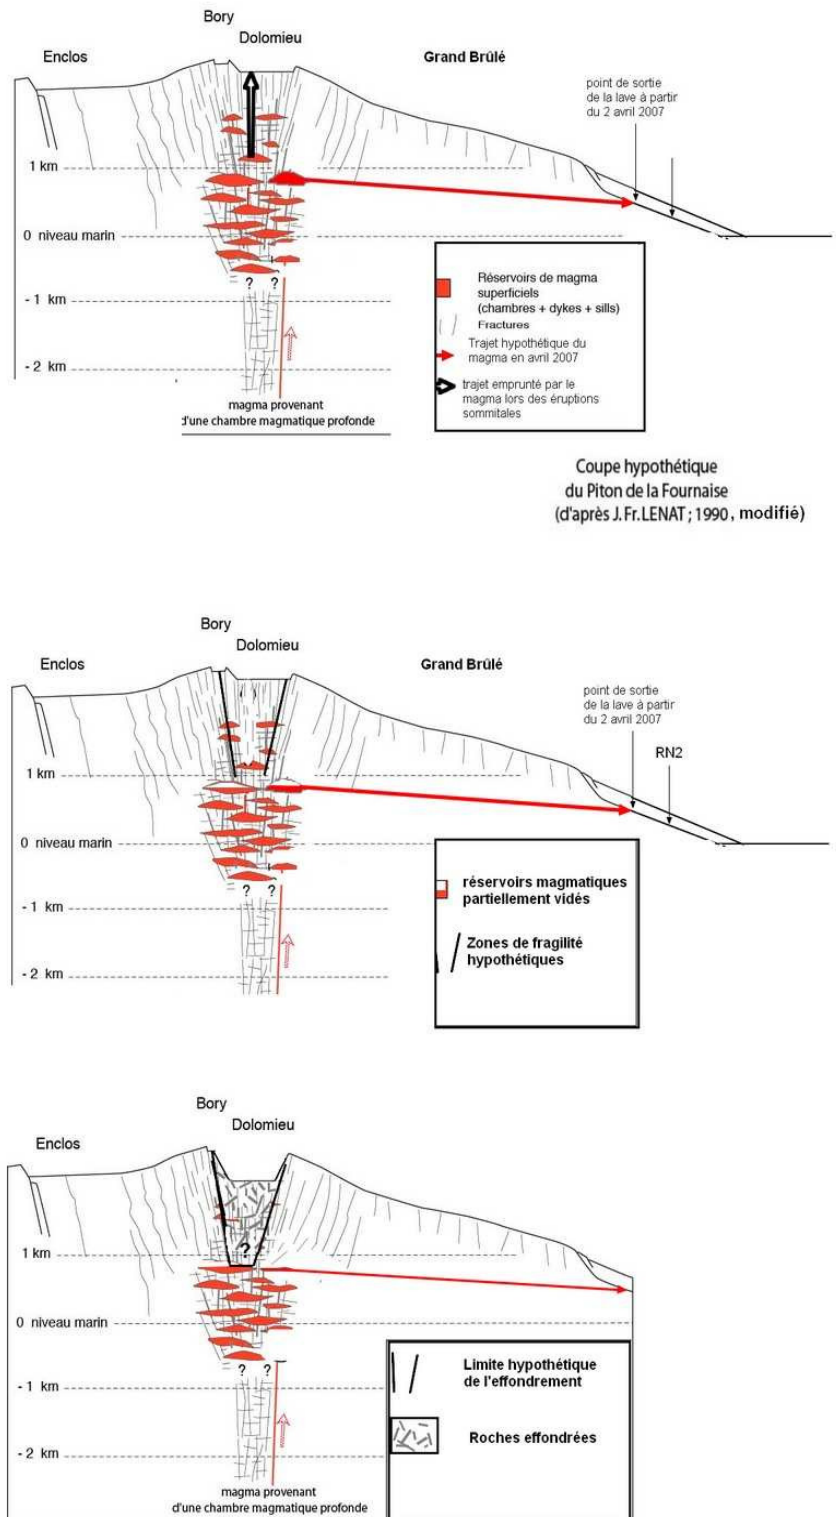 Bory
Dolomieu
Enclos
Grand Brûlé
point de sortie
de la lave à partir
du 2 avril 2007
1 km
0 niveau marin
? ?
- 1 km
- 2 km
magma provenant
d'une chambre magmatique profonde
Réservoirs de magma
superficiels
(chambres + dykes + sills)
Fractures
Trajet hypothétique du
magma en avril 2007
trajet emprunté par le
magma lors des éruptions
sommitales
Coupe hypothétique
du Piton de la Fournaise
(d'après J.Fr.LENAT ; 1990, modifié)
Bory
Dolomieu
Enclos
Grand Brûlé
point de sortie
de la lave à partir
du 2 avril 2007
RN2
1 km
0 niveau marin
? ?
- 1 km
- 2 km
réservoirs magmatiques
partiellement vidés
Zones de fragilité
hypothétiques
Bory
Dolomieu
Enclos
?
1 km
0 niveau marin
? ?
- 1 km
- 2 km
magma provenant
d'une chambre magmatique profonde
Limite hypothétique
de l'effondrement
Roches effondrées